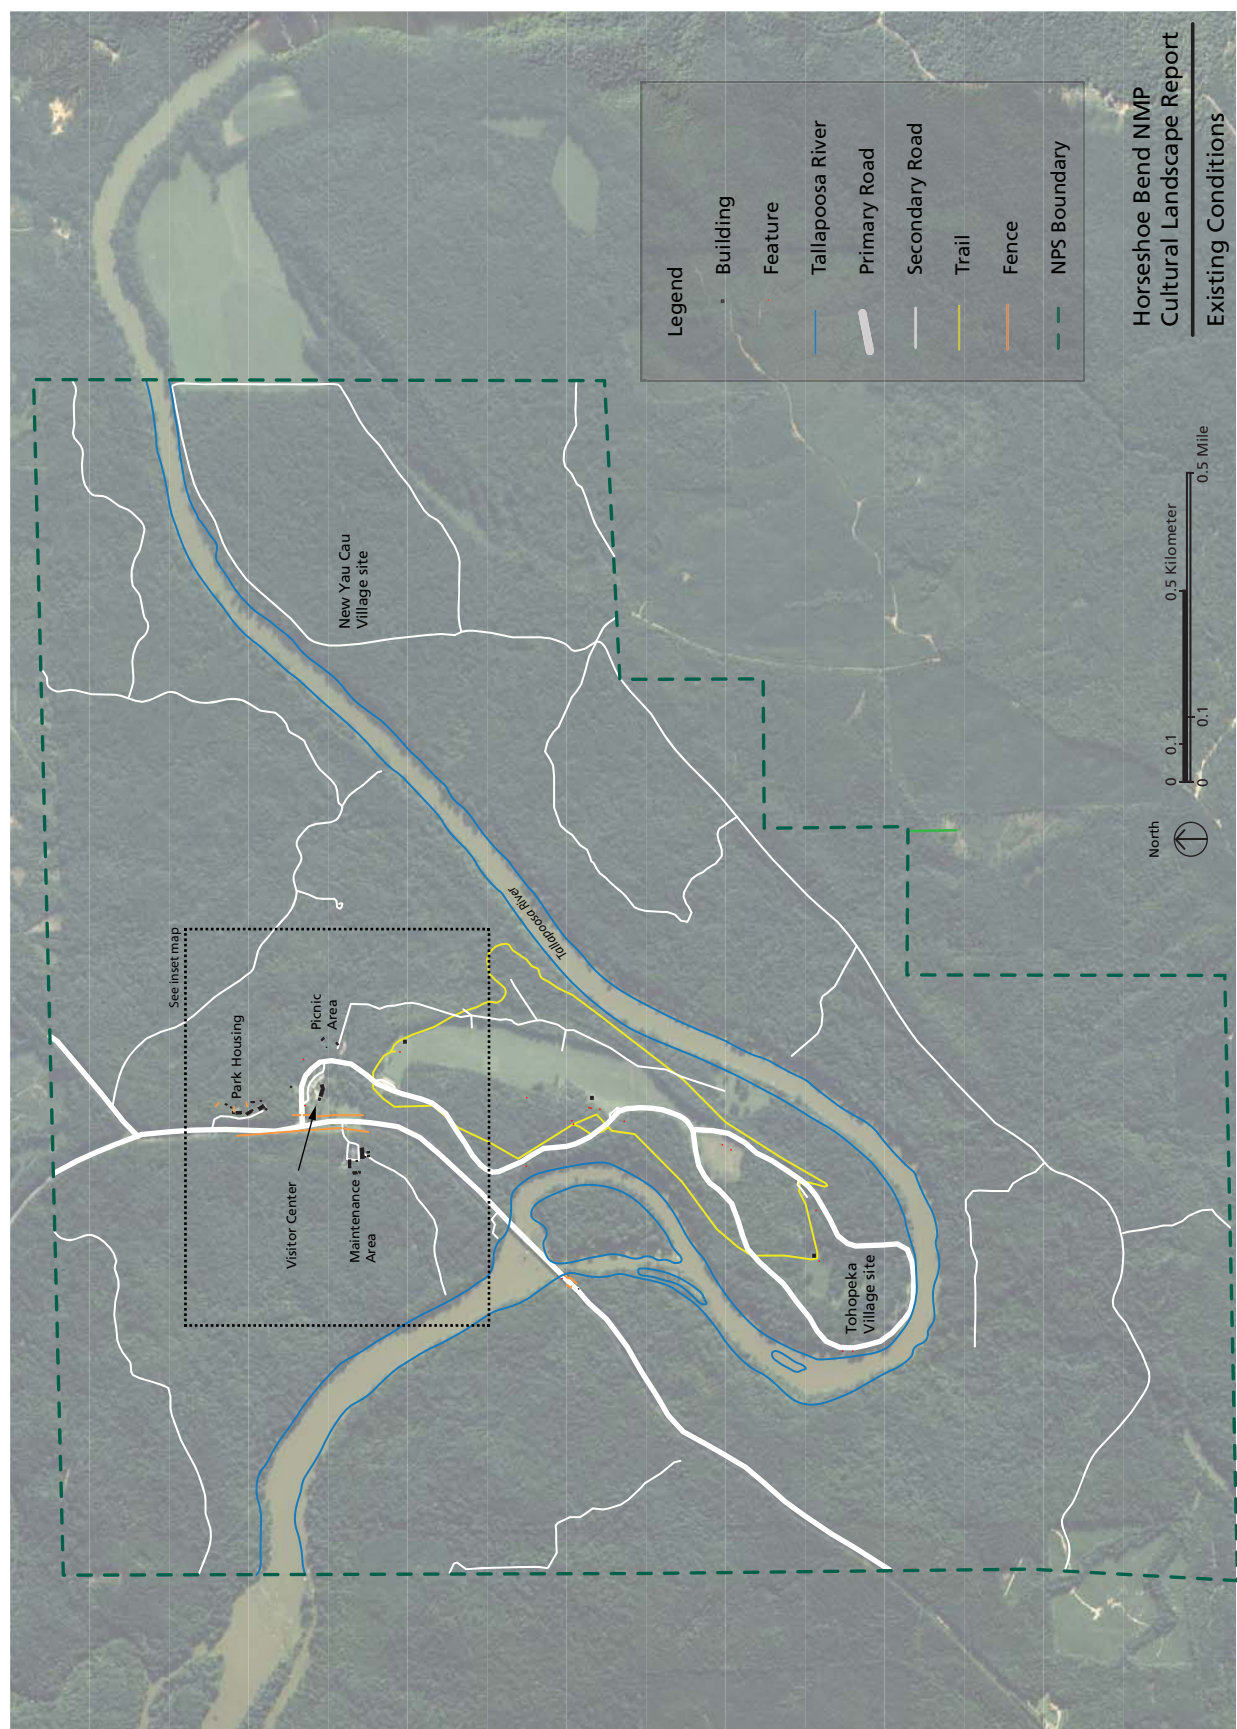 Horseshoe Bend NMP
Cultural Landscape Report
Existing Conditions
Legend
Building
Feature
Tallapoosa River
Primary Road
Secondary Road
Trail
Fence
NPS Boundary
New Yau Cau
Village site
Tallapoosa River
See inset map
Park Housing
Picnic
Area
Visitor Center
Maintenance
Area
Tohopeka
Village site
North
0 0.1 0.5 Kilometer
0 0.1 0.5 Mile